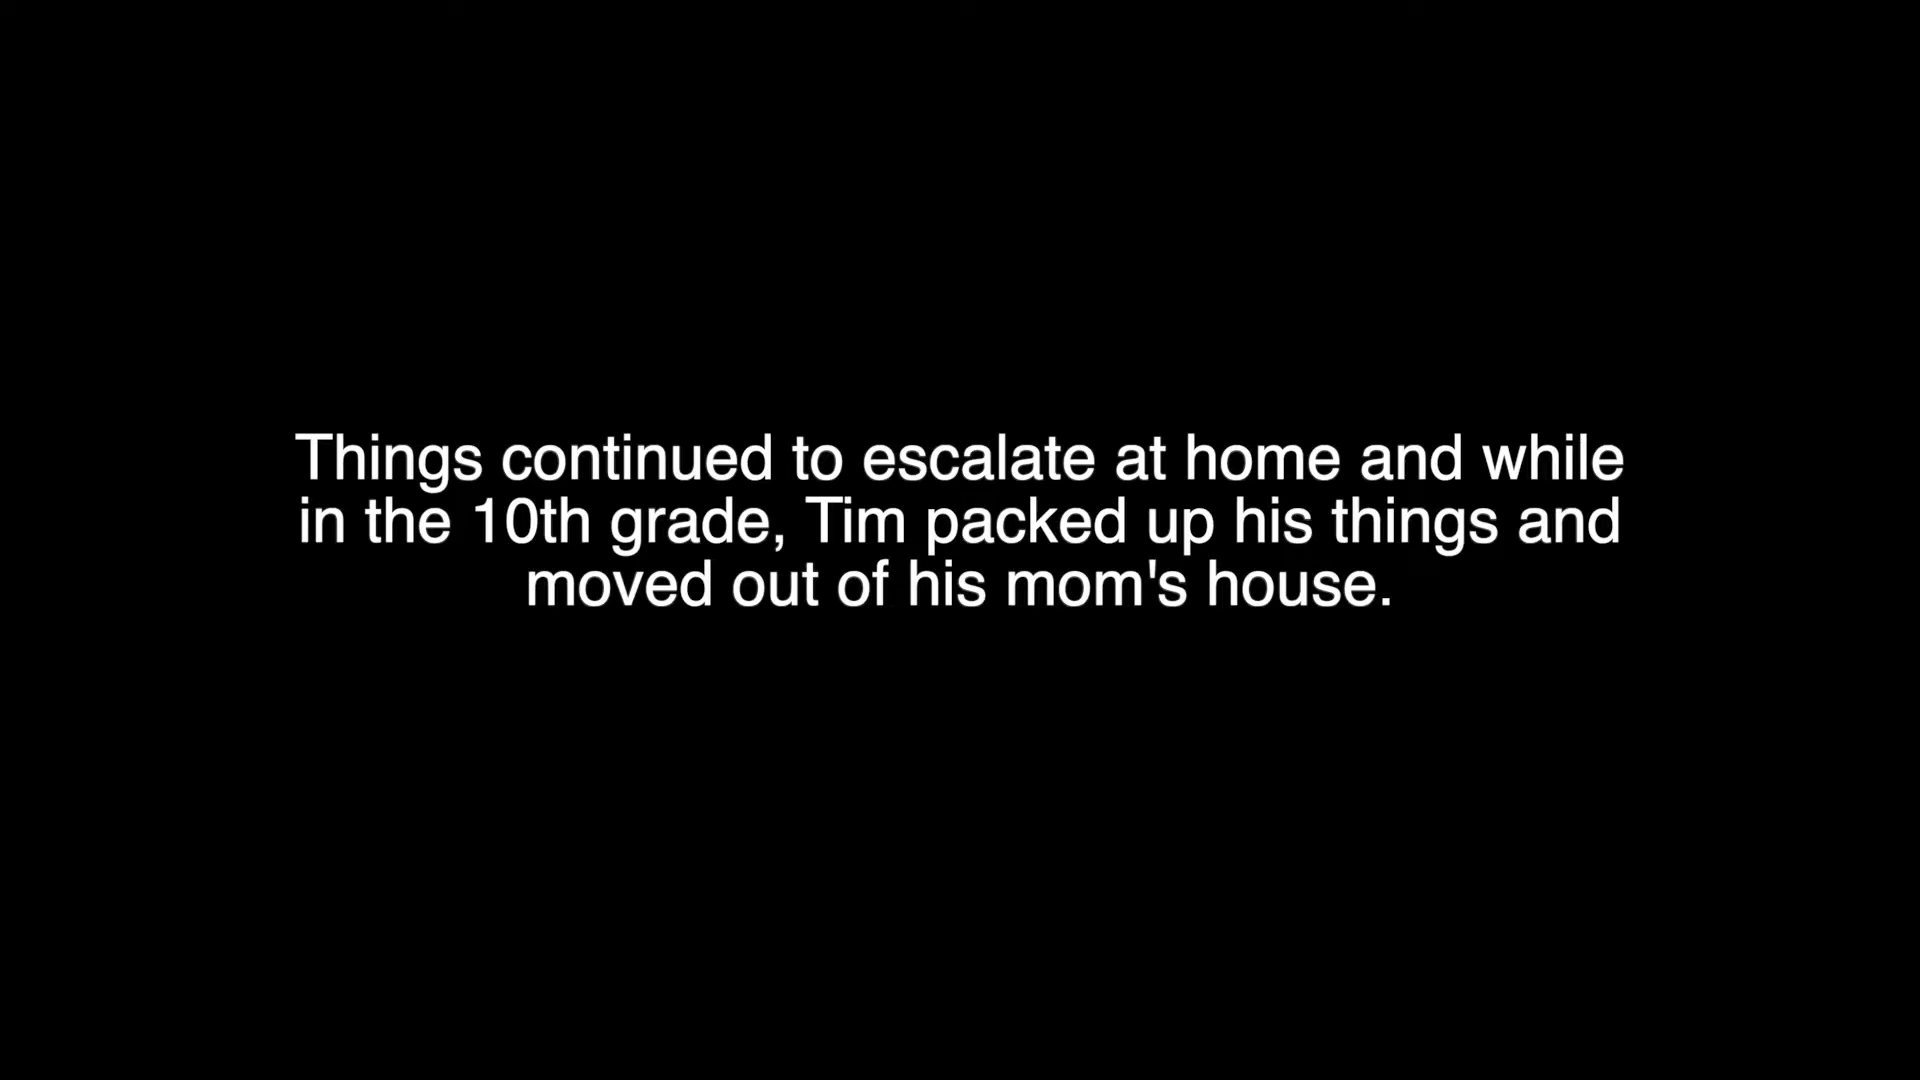 Things continued to escalate at home and while
in the 10th grade, Tim packed up his things and
moved out of his mom's house.